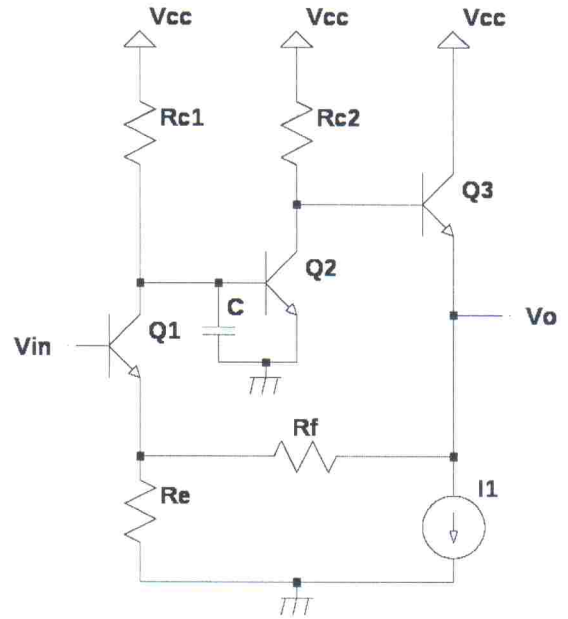 Vcc Vcc Vcc
Rc1 Rc2
Q3
Q2
C
Q1
Vin
Vo
Rf
Re
I1